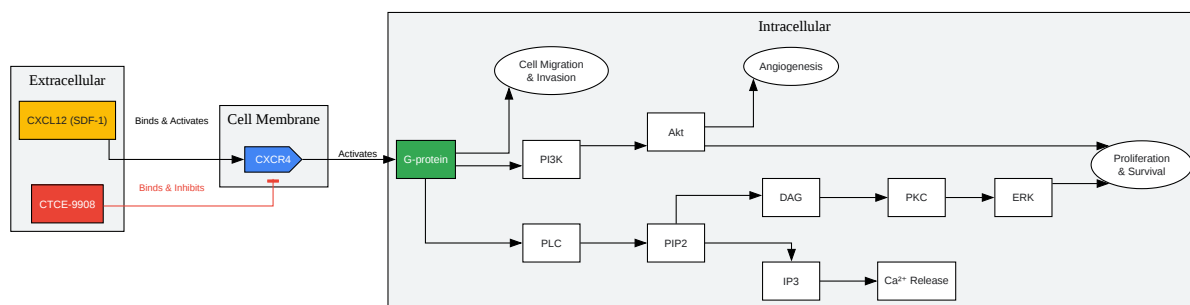 Intracellular
Extracellular
CXCL12 (SDF-1)
CTCE-9908
Binds & Activates
Binds & Inhibits
Cell Membrane
CXCR4
Activates
G-protein
Cell Migration
& Invasion
Angiogenesis
PI3K
Akt
Proliferation
& Survival
PLC
PIP2
DAG
PKC
ERK
IP3
Ca²⁺ Release